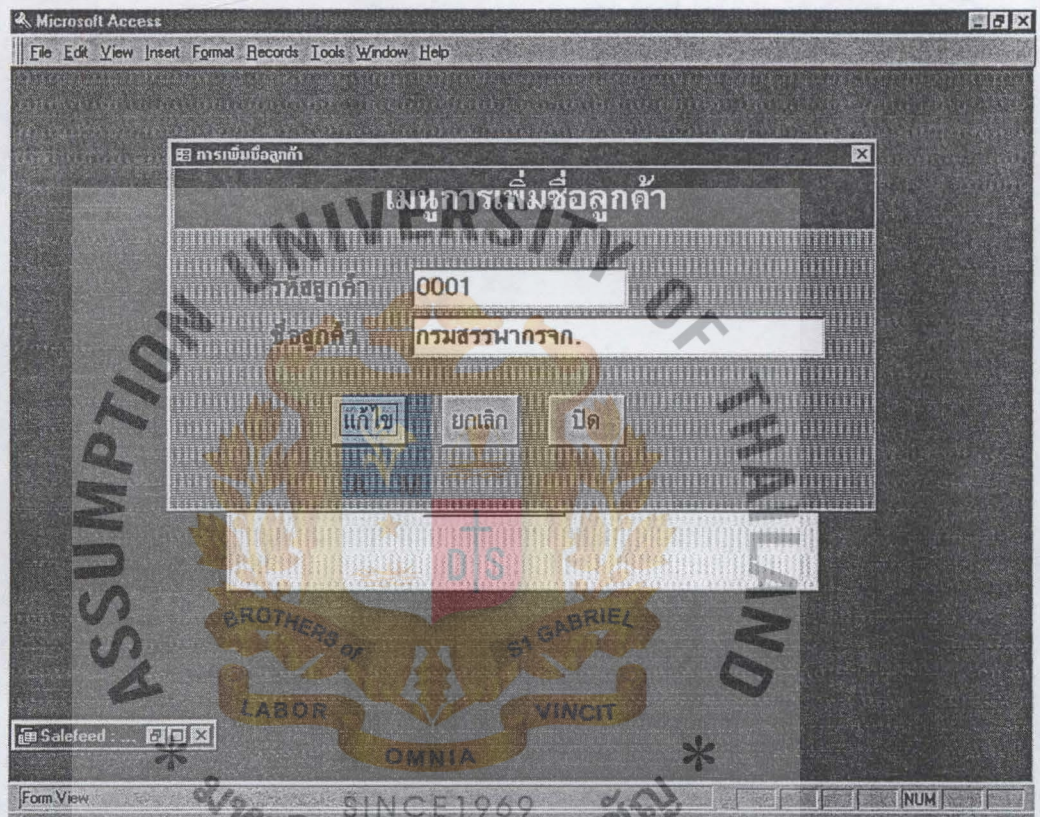 Microsoft Access
File Edit View Insert Format Records Tools Window Help
การเพิ่มชื่อลูกค้า
เมนูการเพิ่มชื่อลูกค้า
รหัสลูกค้า 0001
ชื่อลูกค้า กรมสรรพากรจก.
แก้ไข ยกเลิก ปิด
ASSUMPTION UNIVERSITY OF THAILAND
D S
BROTHERS of ST GABRIEL
LABOR OMNIA VINCIT
Salefeed : ...
* *
Form View NUM
SINCE 1969